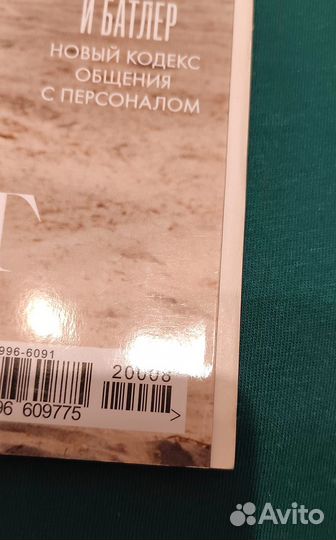 И БАТЛЕР
НОВЫЙ КОДЕКС
ОБЩЕНИЯ
С ПЕРСОНАЛОМ
Т
996-6091
20008
96 609775
>
Avito